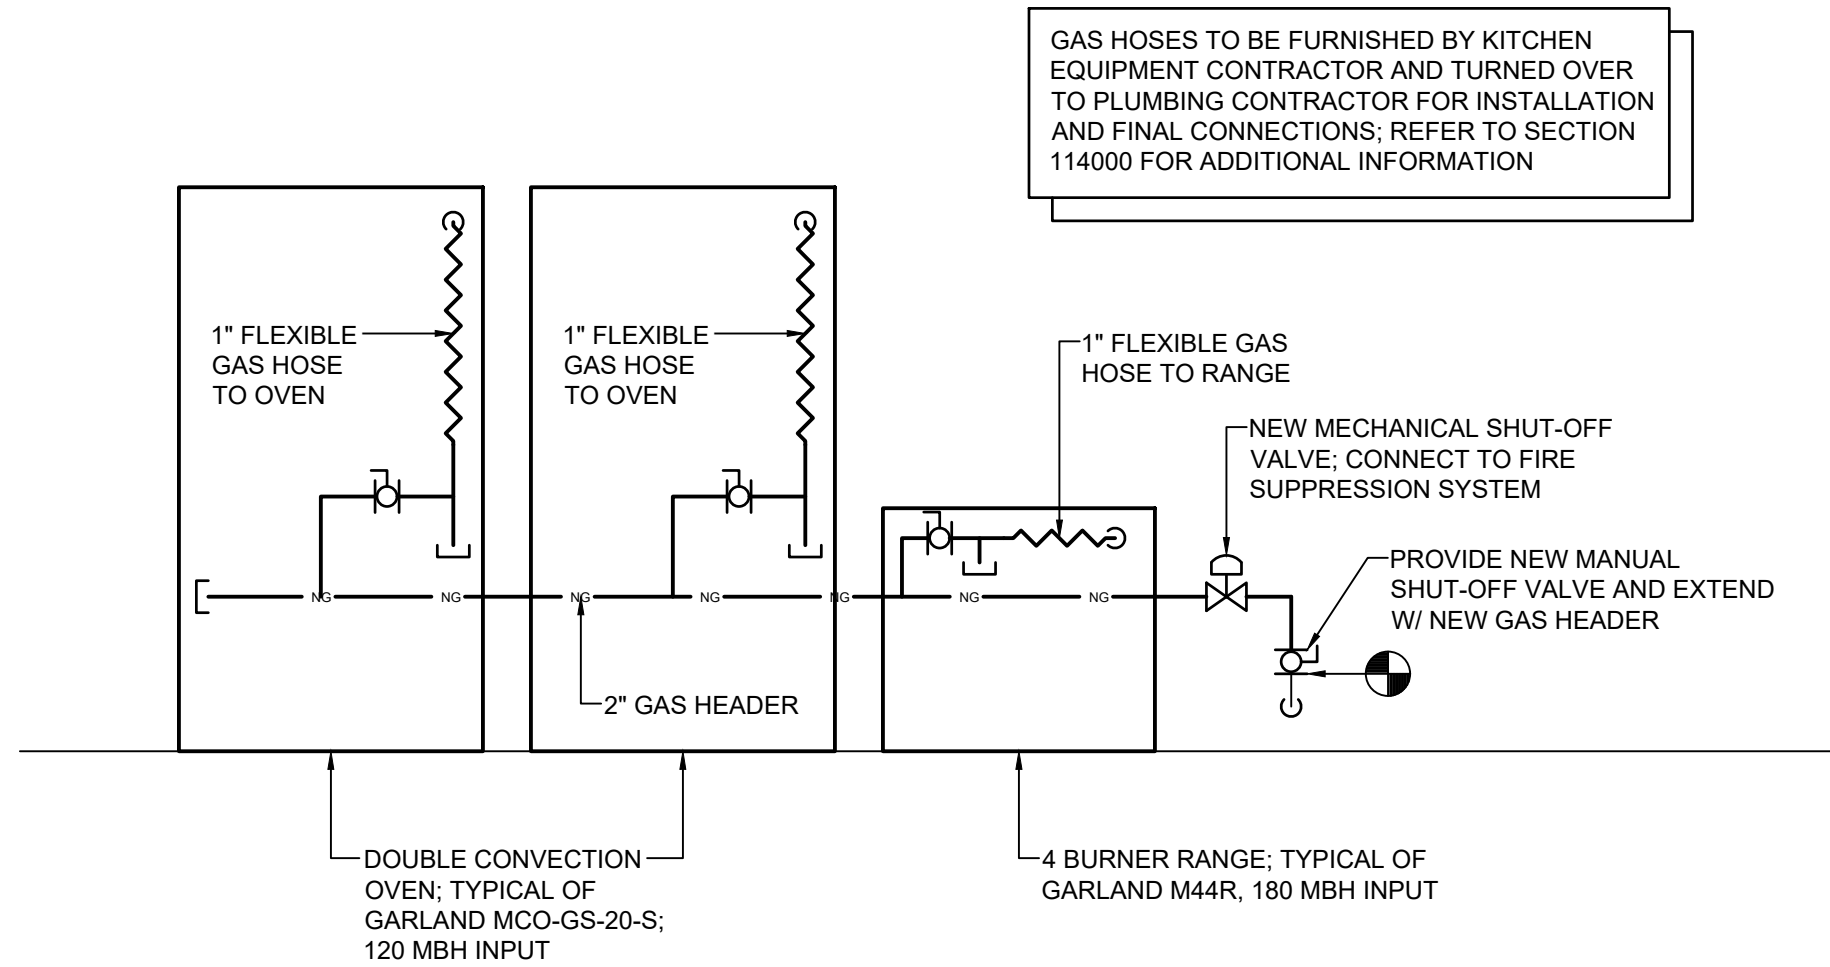 GAS HOSES TO BE FURNISHED BY KITCHEN
EQUIPMENT CONTRACTOR AND TURNED OVER
TO PLUMBING CONTRACTOR FOR INSTALLATION
AND FINAL CONNECTIONS; REFER TO SECTION
114000 FOR ADDITIONAL INFORMATION
1" FLEXIBLE
GAS HOSE
TO OVEN
1" FLEXIBLE
GAS HOSE
TO OVEN
1" FLEXIBLE GAS
HOSE TO RANGE
NEW MECHANICAL SHUT-OFF
VALVE; CONNECT TO FIRE
SUPPRESSION SYSTEM
PROVIDE NEW MANUAL
SHUT-OFF VALVE AND EXTEND
W/ NEW GAS HEADER
NG NG NG NG NG NG NG
2" GAS HEADER
DOUBLE CONVECTION
OVEN; TYPICAL OF
GARLAND MCO-GS-20-S;
120 MBH INPUT
4 BURNER RANGE; TYPICAL OF
GARLAND M44R, 180 MBH INPUT